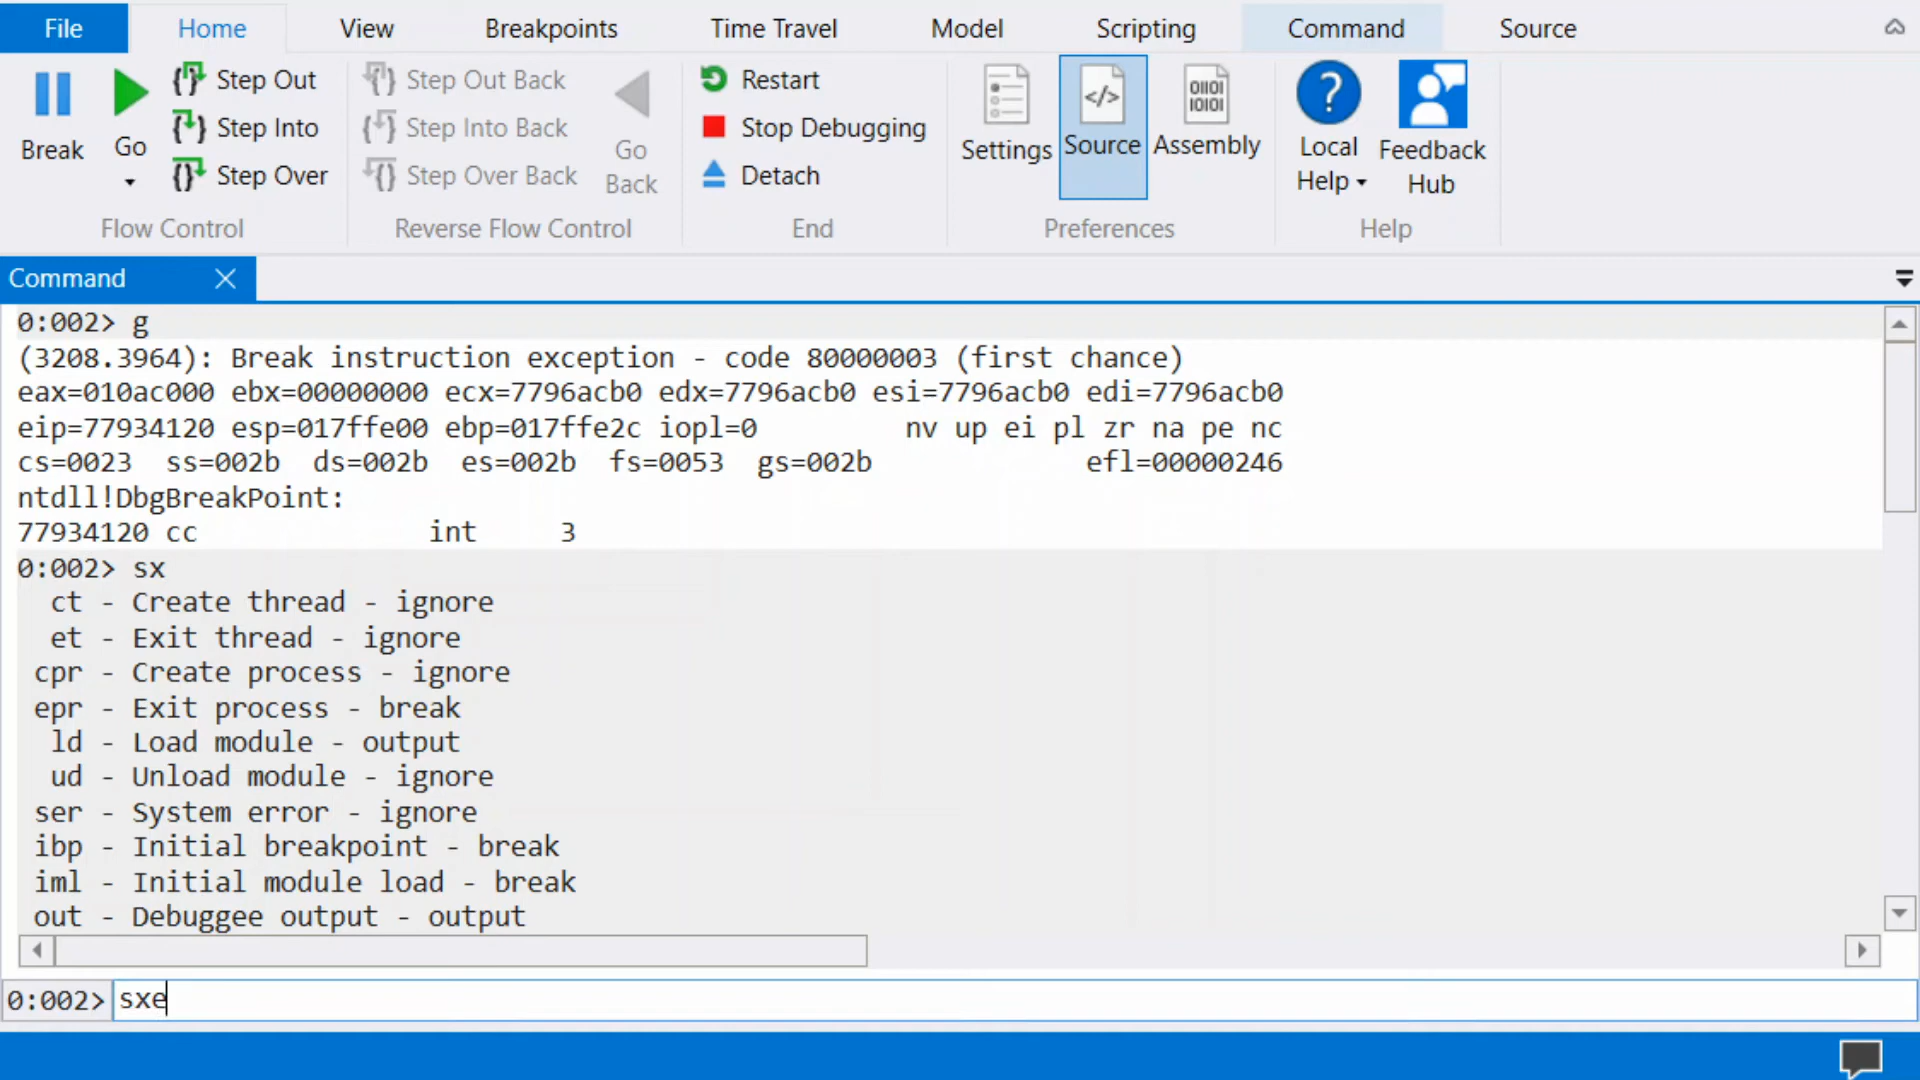 File Home View Breakpoints Time Travel Model Scripting Command Source
Break
Go
Step Out
Step Into
Step Over
Flow Control
Step Out Back
Step Into Back
Step Over Back
Go
Back
Reverse Flow Control
Restart
Stop Debugging
Detach
End
Settings
Source
Assembly
Preferences
Local
Help
Feedback
Hub
Help
Command
0:002> g
(3208.3964): Break instruction exception - code 80000003 (first chance)
eax=010ac000 ebx=00000000 ecx=7796acb0 edx=7796acb0 esi=7796acb0 edi=7796acb0
eip=77934120 esp=017ffe00 ebp=017ffe2c iopl=0         nv up ei pl zr na pe nc
cs=0023  ss=002b  ds=002b  es=002b  fs=0053  gs=002b             efl=00000246
ntdll!DbgBreakPoint:
77934120 cc              int     3
0:002> sx
  ct - Create thread - ignore
  et - Exit thread - ignore
 cpr - Create process - ignore
 epr - Exit process - break
  ld - Load module - output
  ud - Unload module - ignore
 ser - System error - ignore
 ibp - Initial breakpoint - break
 iml - Initial module load - break
 out - Debuggee output - output
0:002> sxe